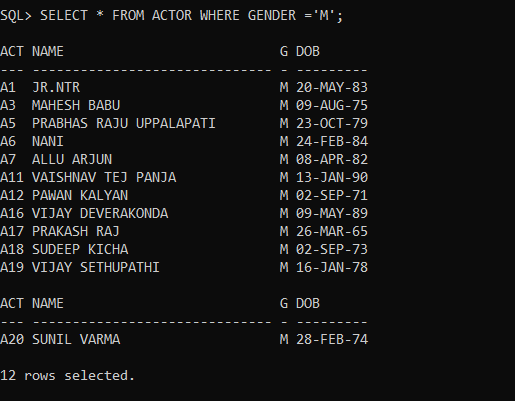 SQL> SELECT * FROM ACTOR WHERE GENDER ='M';
ACT NAME                           G DOB
--- ------------------------------ - ---------
A1  JR.NTR                         M 20-MAY-83
A3  MAHESH BABU                    M 09-AUG-75
A5  PRABHAS RAJU UPPALAPATI        M 23-OCT-79
A6  NANI                           M 24-FEB-84
A7  ALLU ARJUN                     M 08-APR-82
A11 VAISHNAV TEJ PANJA             M 13-JAN-90
A12 PAWAN KALYAN                   M 02-SEP-71
A16 VIJAY DEVERAKONDA              M 09-MAY-89
A17 PRAKASH RAJ                    M 26-MAR-65
A18 SUDEEP KICHA                   M 02-SEP-73
A19 VIJAY SETHUPATHI               M 16-JAN-78
ACT NAME                           G DOB
--- ------------------------------ - ---------
A20 SUNIL VARMA                    M 28-FEB-74
12 rows selected.